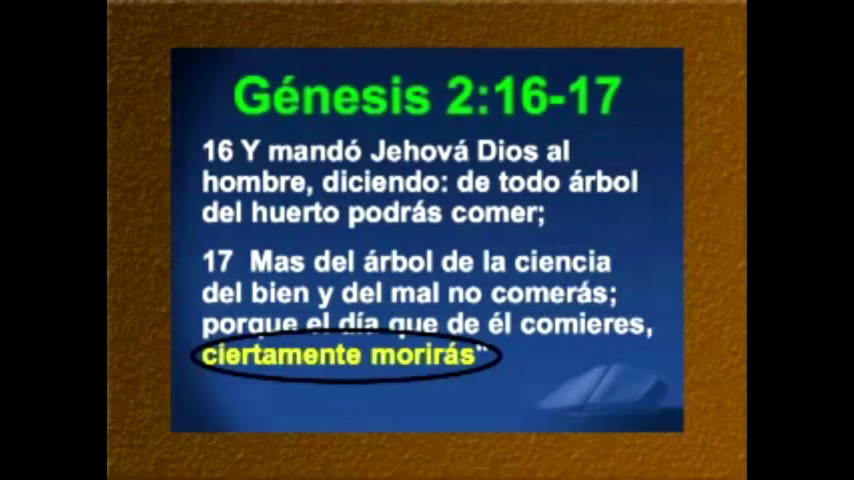 Génesis 2:16-17
16 Y mandó Jehová Dios al
hombre, diciendo: de todo árbol
del huerto podrás comer;
17 Mas del árbol de la ciencia
del bien y del mal no comerás;
porque el día que de él comieres,
ciertamente morirás“